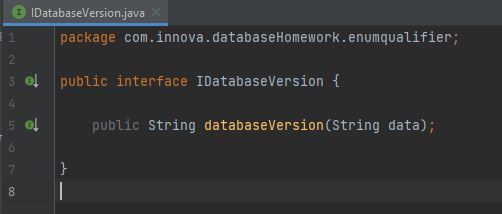 IDatabaseVersion.java
1 package com.innova.databaseHomework.enumqualifier;
2
3 public interface IDatabaseVersion {
4
5 public String databaseVersion(String data);
6
7 }
8